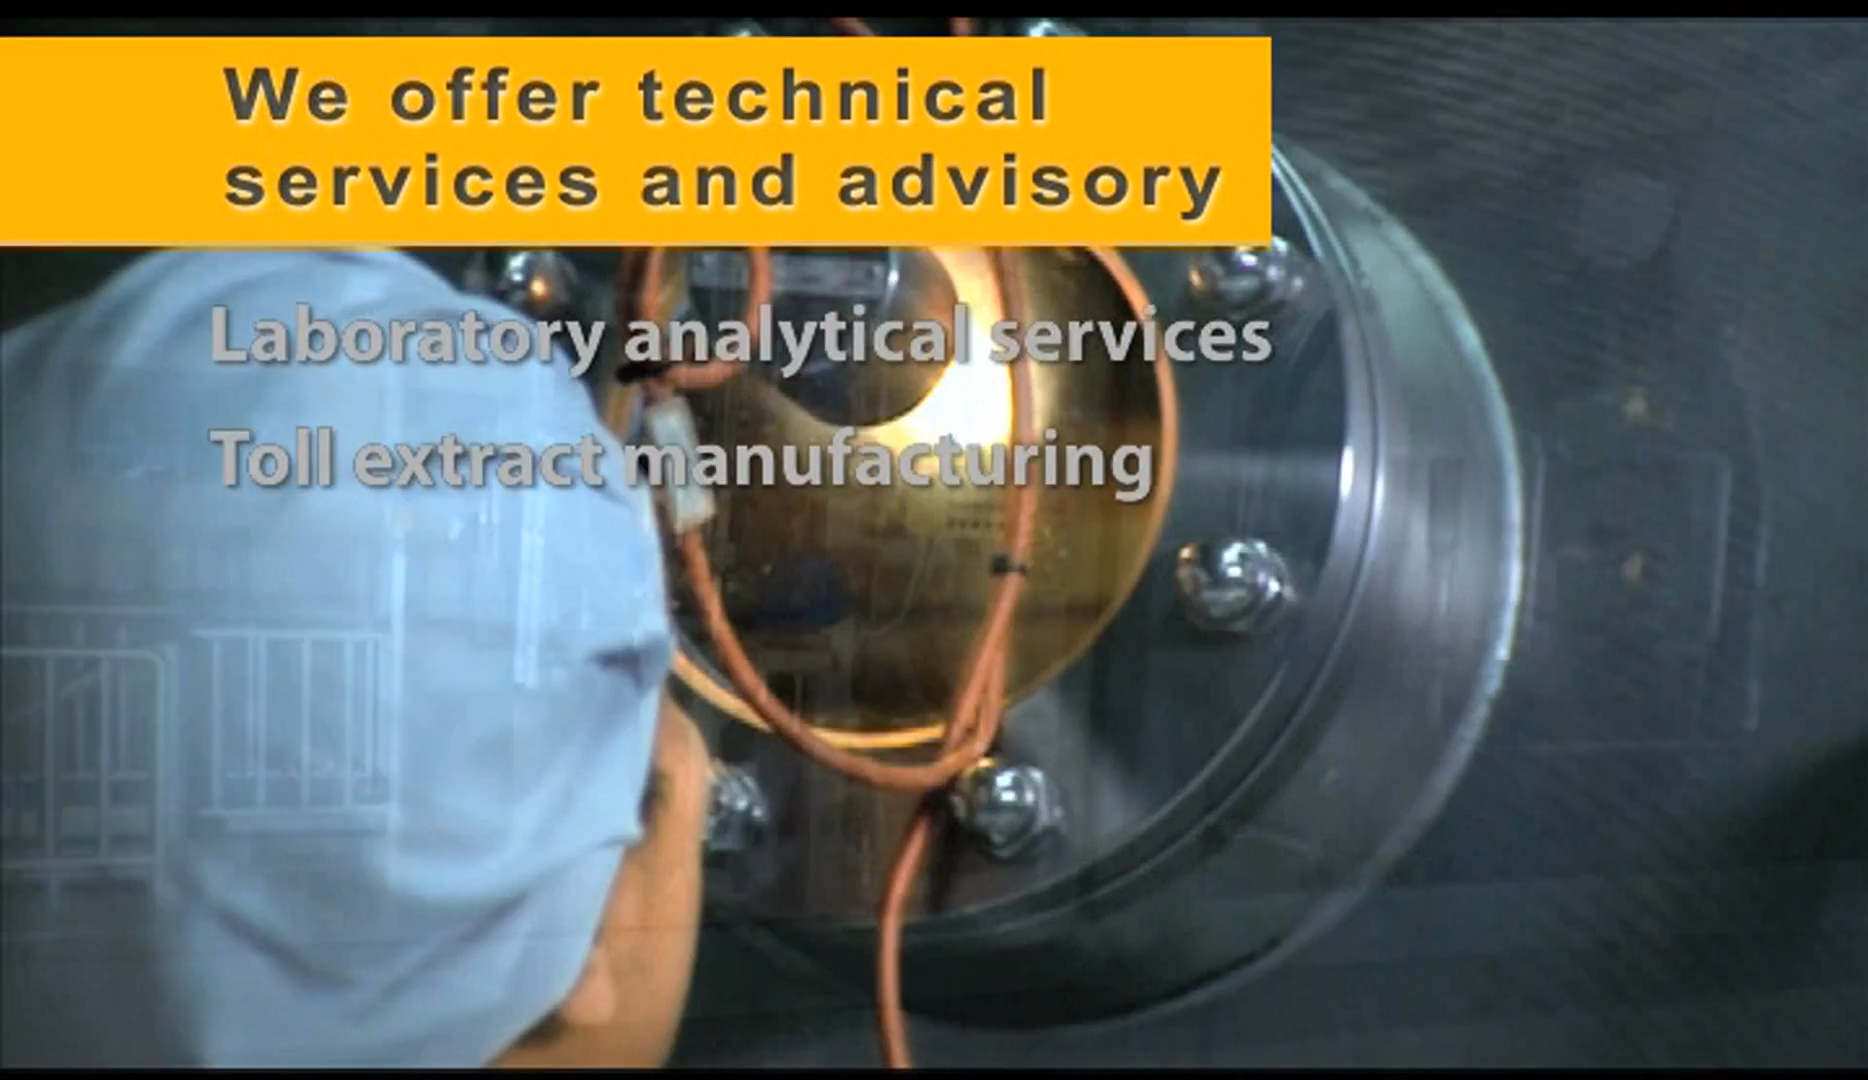 We offer technical
services and advisory
Laboratory analytical services
Toll extract manufacturing